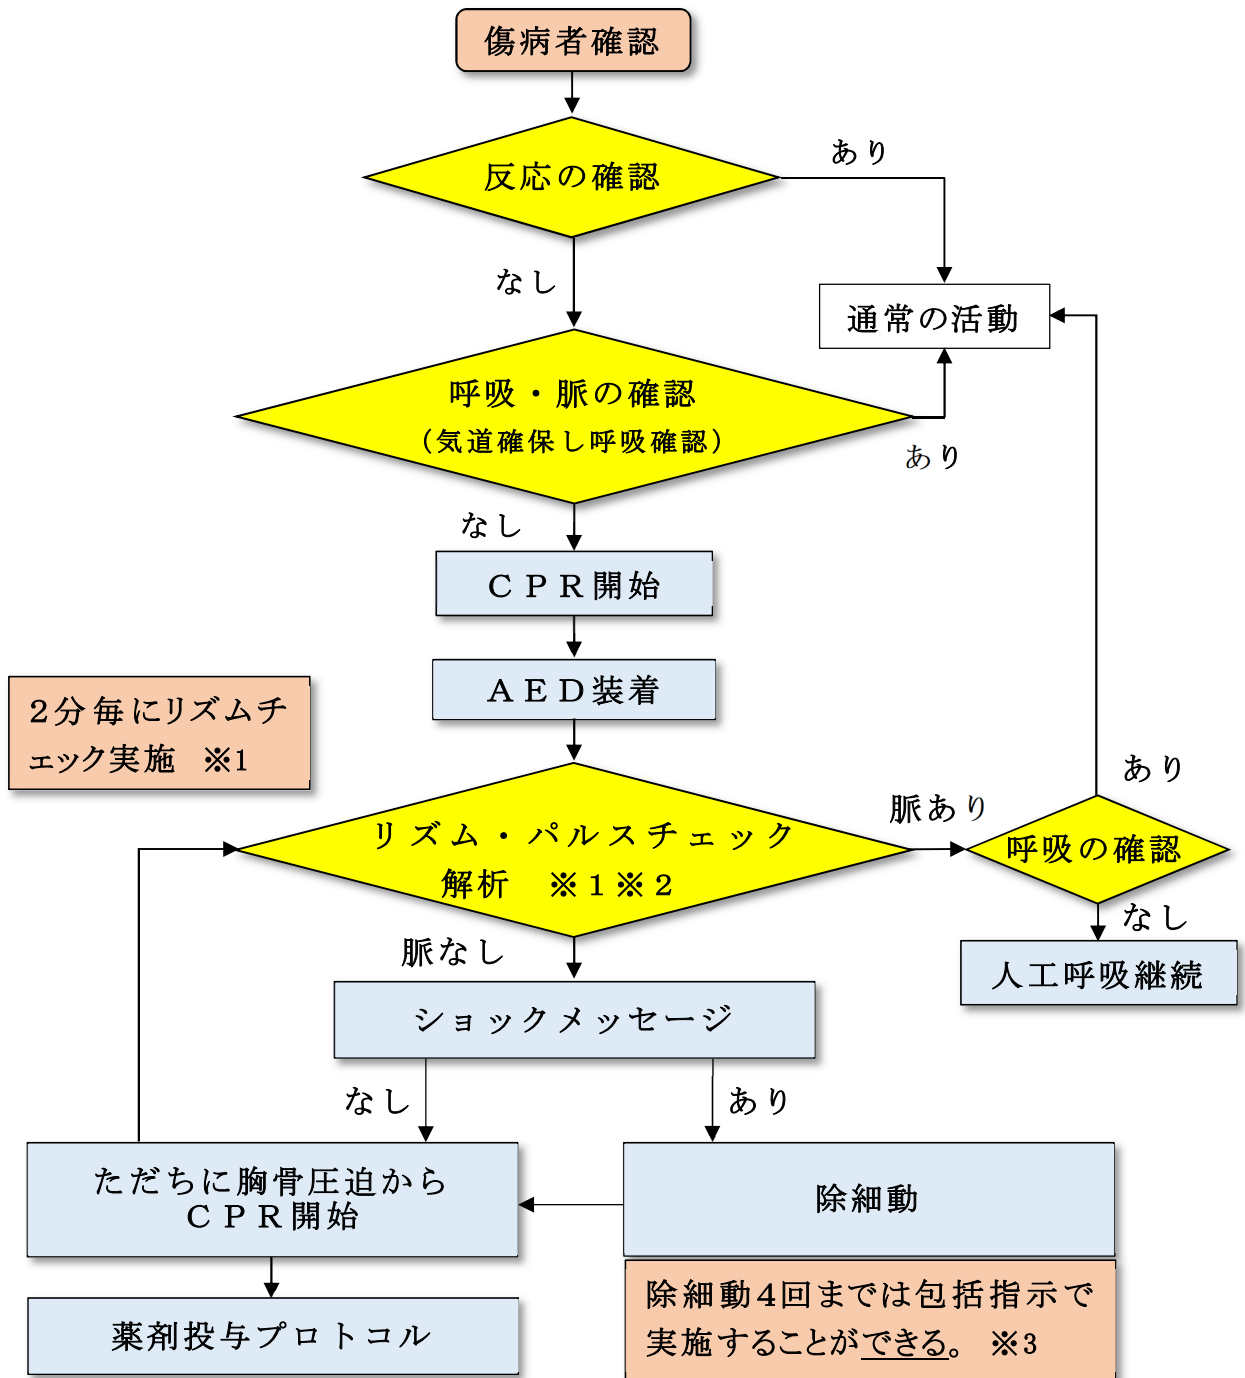 傷病者確認
反応の確認
あり
なし
通常の活動
呼吸・脈の確認
（気道確保し呼吸確認）
あり
なし
ＣＰＲ開始
ＡＥＤ装着
２分毎にリズムチ
ェック実施　※1
あり
脈あり
リズム・パルスチェック
解析　※１※２
呼吸の確認
なし
脈なし
人工呼吸継続
ショックメッセージ
なし
あり
ただちに胸骨圧迫から
ＣＰＲ開始
除細動
除細動４回までは包括指示で
実施することができる。　※3
薬剤投与プロトコル